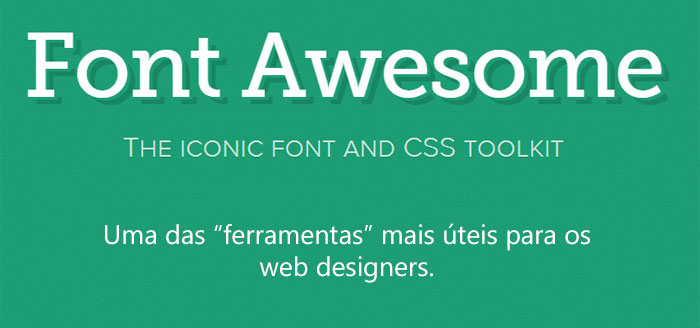 Font Awesome
The iconic font and CSS toolkit
Uma das “ferramentas” mais úteis para os
web designers.